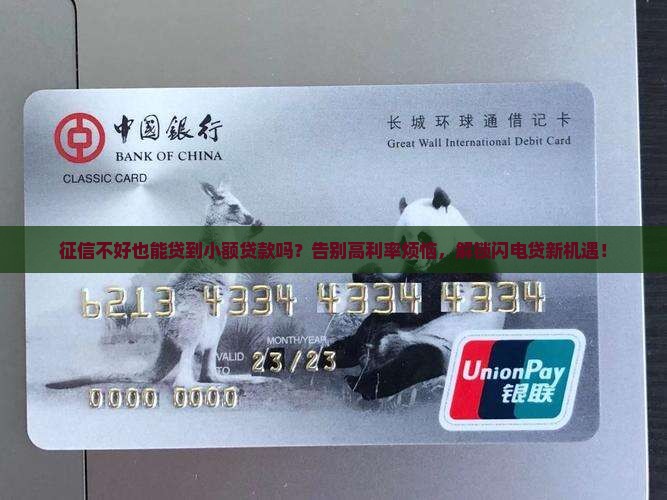 中國銀行
BANK OF CHINA
CLASSIC CARD
长城环球通借记卡
Great Wall International Debit Card
征信不好也能贷到小额贷款吗？告别高利率烦恼，解锁闪电贷新机遇！
6213 4334 4334 4334
MONTH/YEAR
VALID TO 23/23
0000 0000
UnionPay
银联